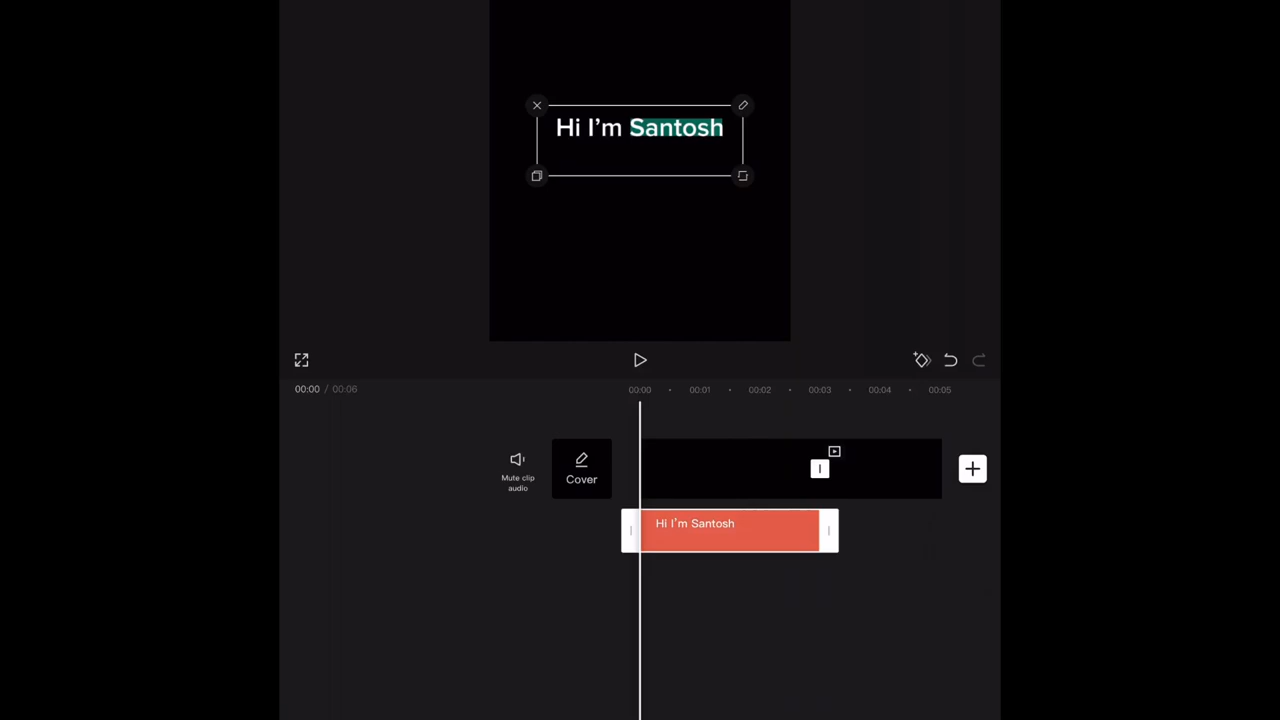 Hi I’m Santosh
00:00 / 00:06
00:00 00:01 00:02 00:03 00:04 00:05
Mute clip
audio
Cover
Hi I’m Santosh